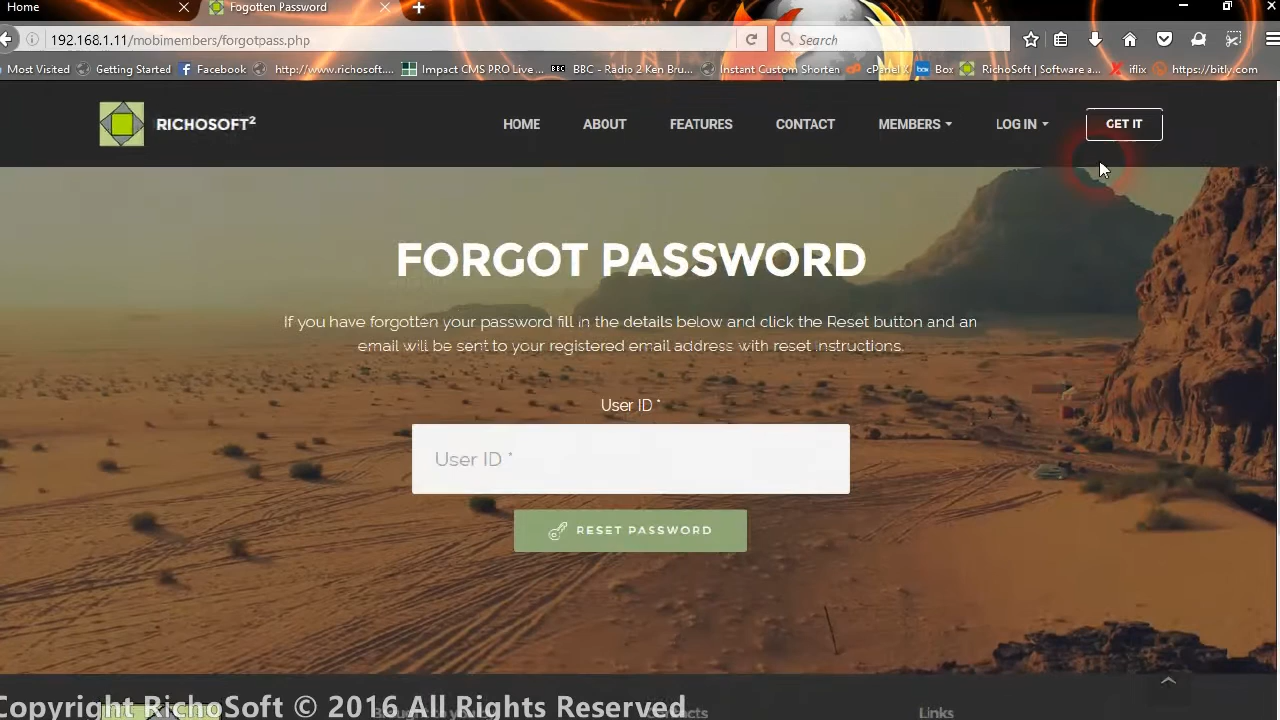 Home
Fogotten Password
192.168.1.11/mobimembers/forgotpass.php
Search
Most Visited
Getting Started
Facebook
http://www.richosoft....
Impact CMS PRO Live ...
BBC - Radio 2 Ken Bru...
Instant Custom Shorten
cPanel X
Box
RichoSoft | Software a...
iflix
https://bitly.com
RICHOSOFT²
HOME
ABOUT
FEATURES
CONTACT
MEMBERS
LOG IN
GET IT
FORGOT PASSWORD
If you have forgotten your password fill in the details below and click the Reset button and an
email will be sent to your registered email address with reset instructions.
User ID *
User ID *
RESET PASSWORD
Copyright RichoSoft © 2016 All Rights Reserved
Contacts
Links